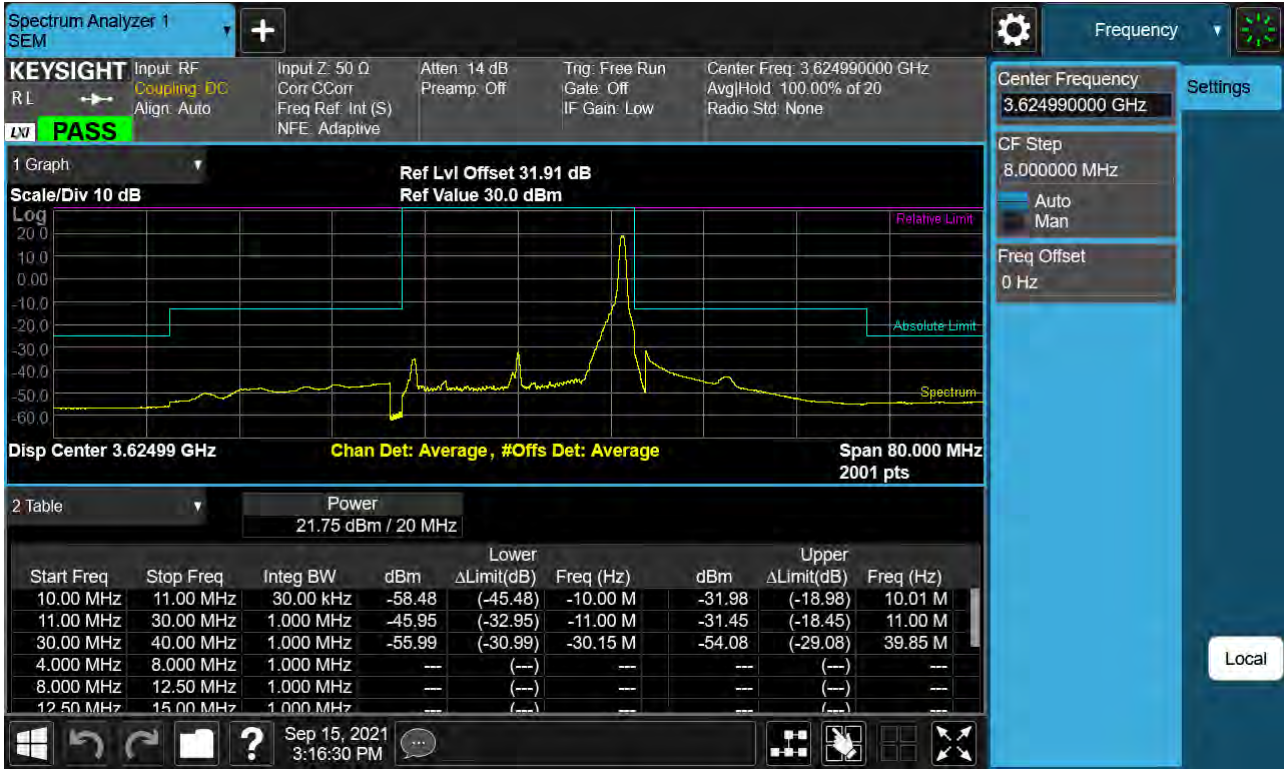 Spectrum Analyzer 1
SEM
Frequency
KEYSIGHT
RL
LXI
PASS
Input: RF
Coupling: DC
Align: Auto
Input Z: 50 Ω
Corr CCorr
Freq Ref: Int (S)
NFE: Adaptive
Atten: 14 dB
Preamp: Off
Trig: Free Run
Gate: Off
IF Gain: Low
Center Freq: 3.624990000 GHz
Avg|Hold: 100.00% of 20
Radio Std: None
Center Frequency
3.624990000 GHz
Settings
CF Step
8.000000 MHz
Auto
Man
Freq Offset
0 Hz
Local
1 Graph
Scale/Div 10 dB
Ref Lvl Offset 31.91 dB
Ref Value 30.0 dBm
Log
20.0
10.0
0.00
-10.0
-20.0
-30.0
-40.0
-50.0
-60.0
Relative Limit
Absolute Limit
Spectrum
Disp Center 3.62499 GHz
Chan Det: Average, #Offs Det: Average
Span 80.000 MHz
2001 pts
2 Table
Power
21.75 dBm / 20 MHz
Lower Upper
Start Freq Stop Freq Integ BW dBm ΔLimit(dB) Freq (Hz) dBm ΔLimit(dB) Freq (Hz)
10.00 MHz 11.00 MHz 30.00 kHz -58.48 (-45.48) -10.00 M -31.98 (-18.98) 10.01 M
11.00 MHz 30.00 MHz 1.000 MHz -45.95 (-32.95) -11.00 M -31.45 (-18.45) 11.00 M
30.00 MHz 40.00 MHz 1.000 MHz -55.99 (-30.99) -30.15 M -54.08 (-29.08) 39.85 M
4.000 MHz 8.000 MHz 1.000 MHz --- (---) --- --- (---) ---
8.000 MHz 12.50 MHz 1.000 MHz --- (---) --- --- (---) ---
12.50 MHz 15.00 MHz 1.000 MHz --- (---) --- --- (---) ---
?
Sep 15, 2021
3:16:30 PM